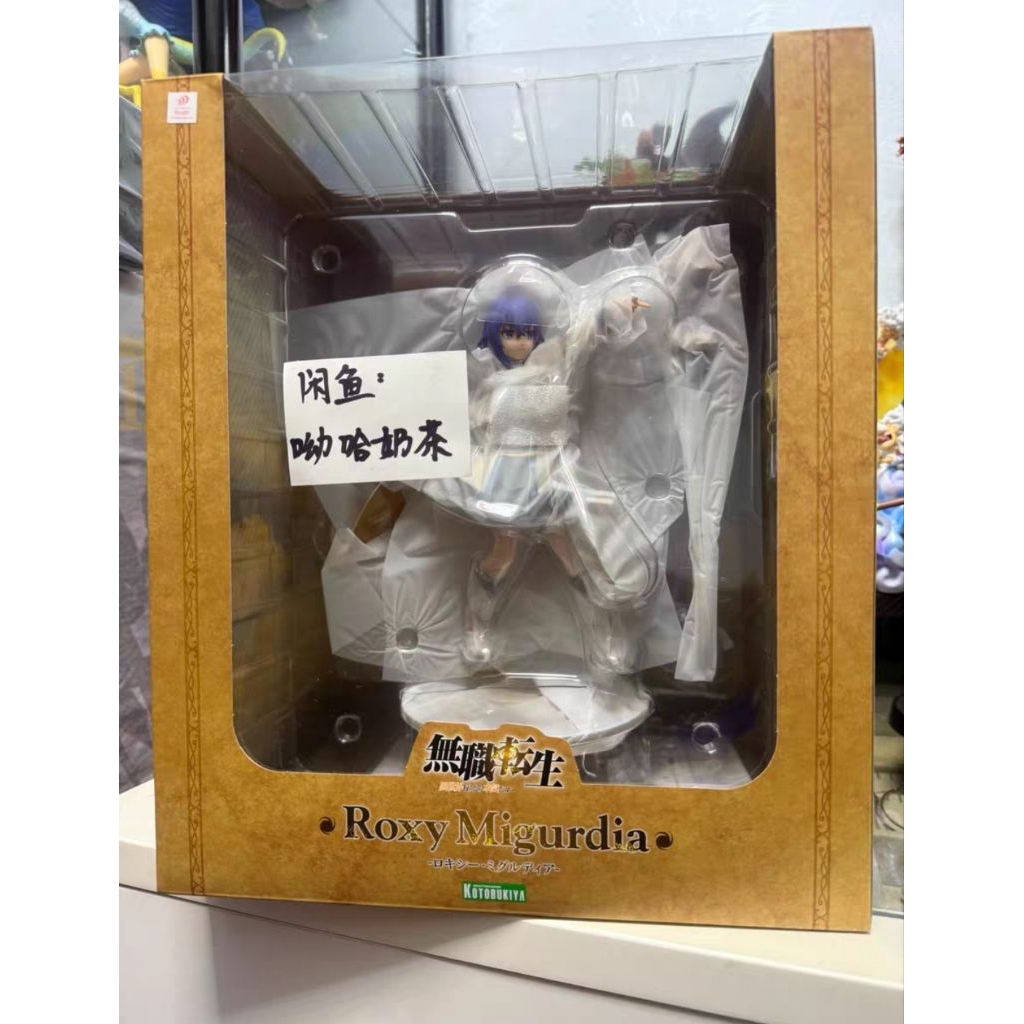 闲鱼：
呦哈奶茶
無職転生
Roxy Migurdia
-ロキシー・ミグルディア-
KOTOBUKIYA